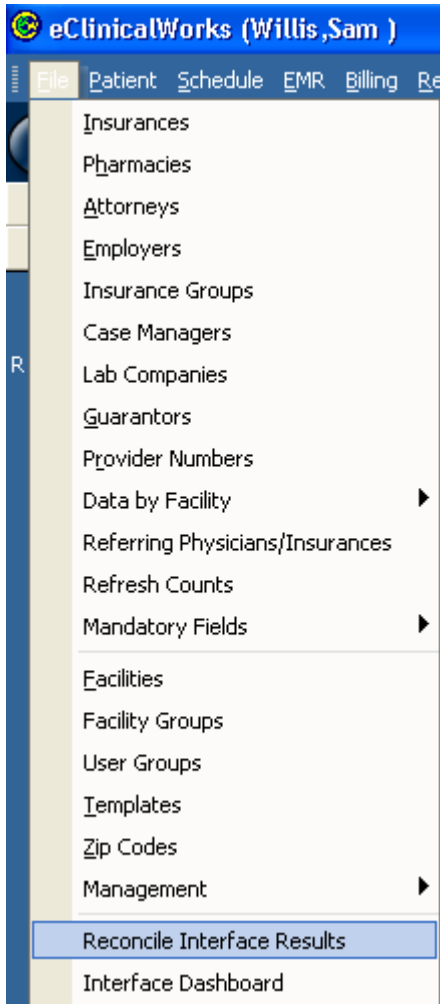 eClinicalWorks (Willis,Sam )
File Patient Schedule EMR Billing Re
Insurances
Pharmacies
Attorneys
Employers
Insurance Groups
Case Managers
R
Lab Companies
Guarantors
Provider Numbers
Data by Facility
Referring Physicians/Insurances
Refresh Counts
Mandatory Fields
Facilities
Facility Groups
User Groups
Templates
Zip Codes
Management
Reconcile Interface Results
Interface Dashboard